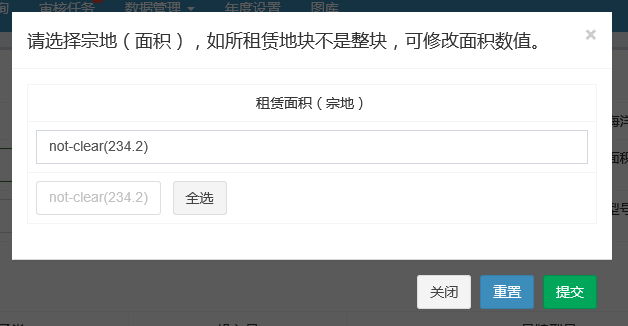 审核任务 数据管理 年度设置 图库
请选择宗地（面积），如所租赁地块不是整块，可修改面积数值。
×
租赁面积（宗地）
not-clear(234.2)
not-clear(234.2) 全选
关闭 重置 提交